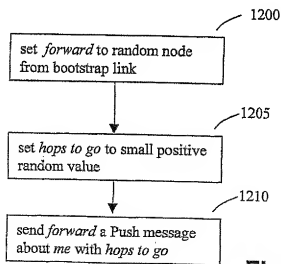 1200
set forward to random node
from bootstrap link
1205
set hops to go to small positive
random value
1210
send forward a Push message
about me with hops to go